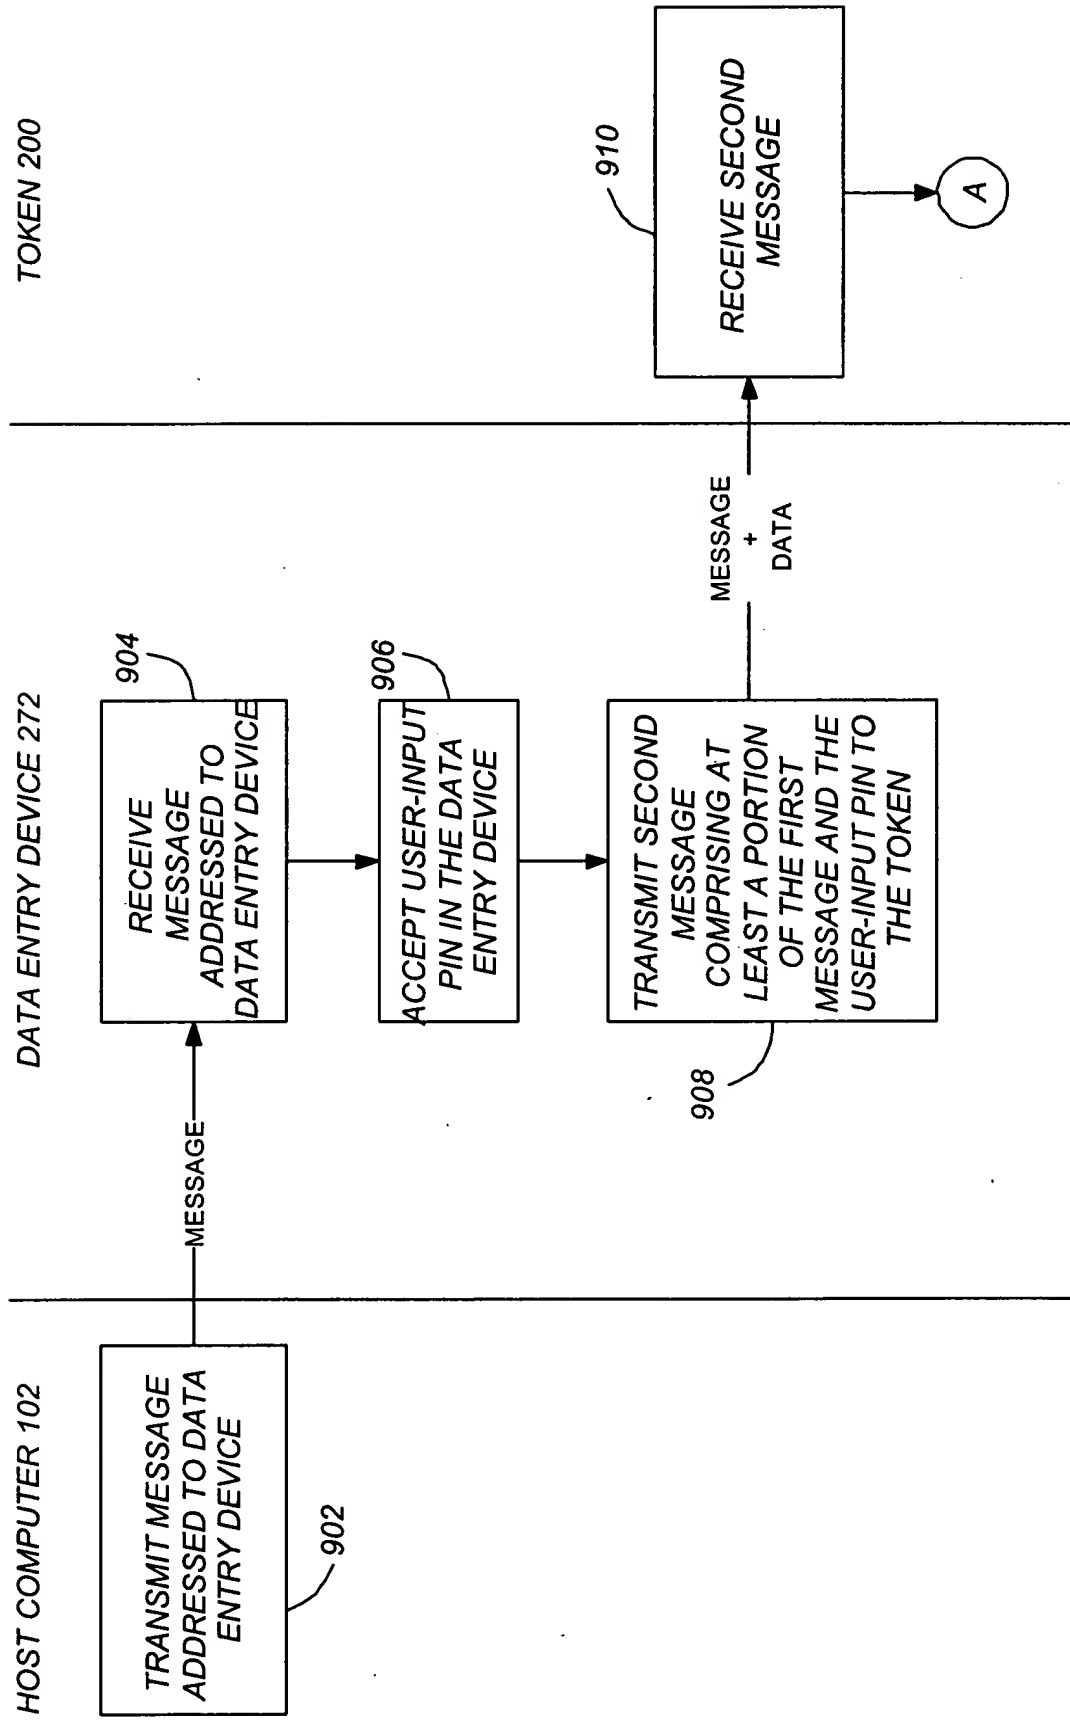 HOST COMPUTER 102
DATA ENTRY DEVICE 272
TOKEN 200
TRANSMIT MESSAGE
ADDRESSED TO DATA
ENTRY DEVICE
902
MESSAGE
904
RECEIVE
MESSAGE
ADDRESSED TO
DATA ENTRY DEVICE
906
ACCEPT USER-INPUT
PIN IN THE DATA
ENTRY DEVICE
TRANSMIT SECOND
MESSAGE
COMPRISING AT
LEAST A PORTION
OF THE FIRST
MESSAGE AND THE
USER-INPUT PIN TO
THE TOKEN
908
MESSAGE
+
DATA
910
RECEIVE SECOND
MESSAGE
A